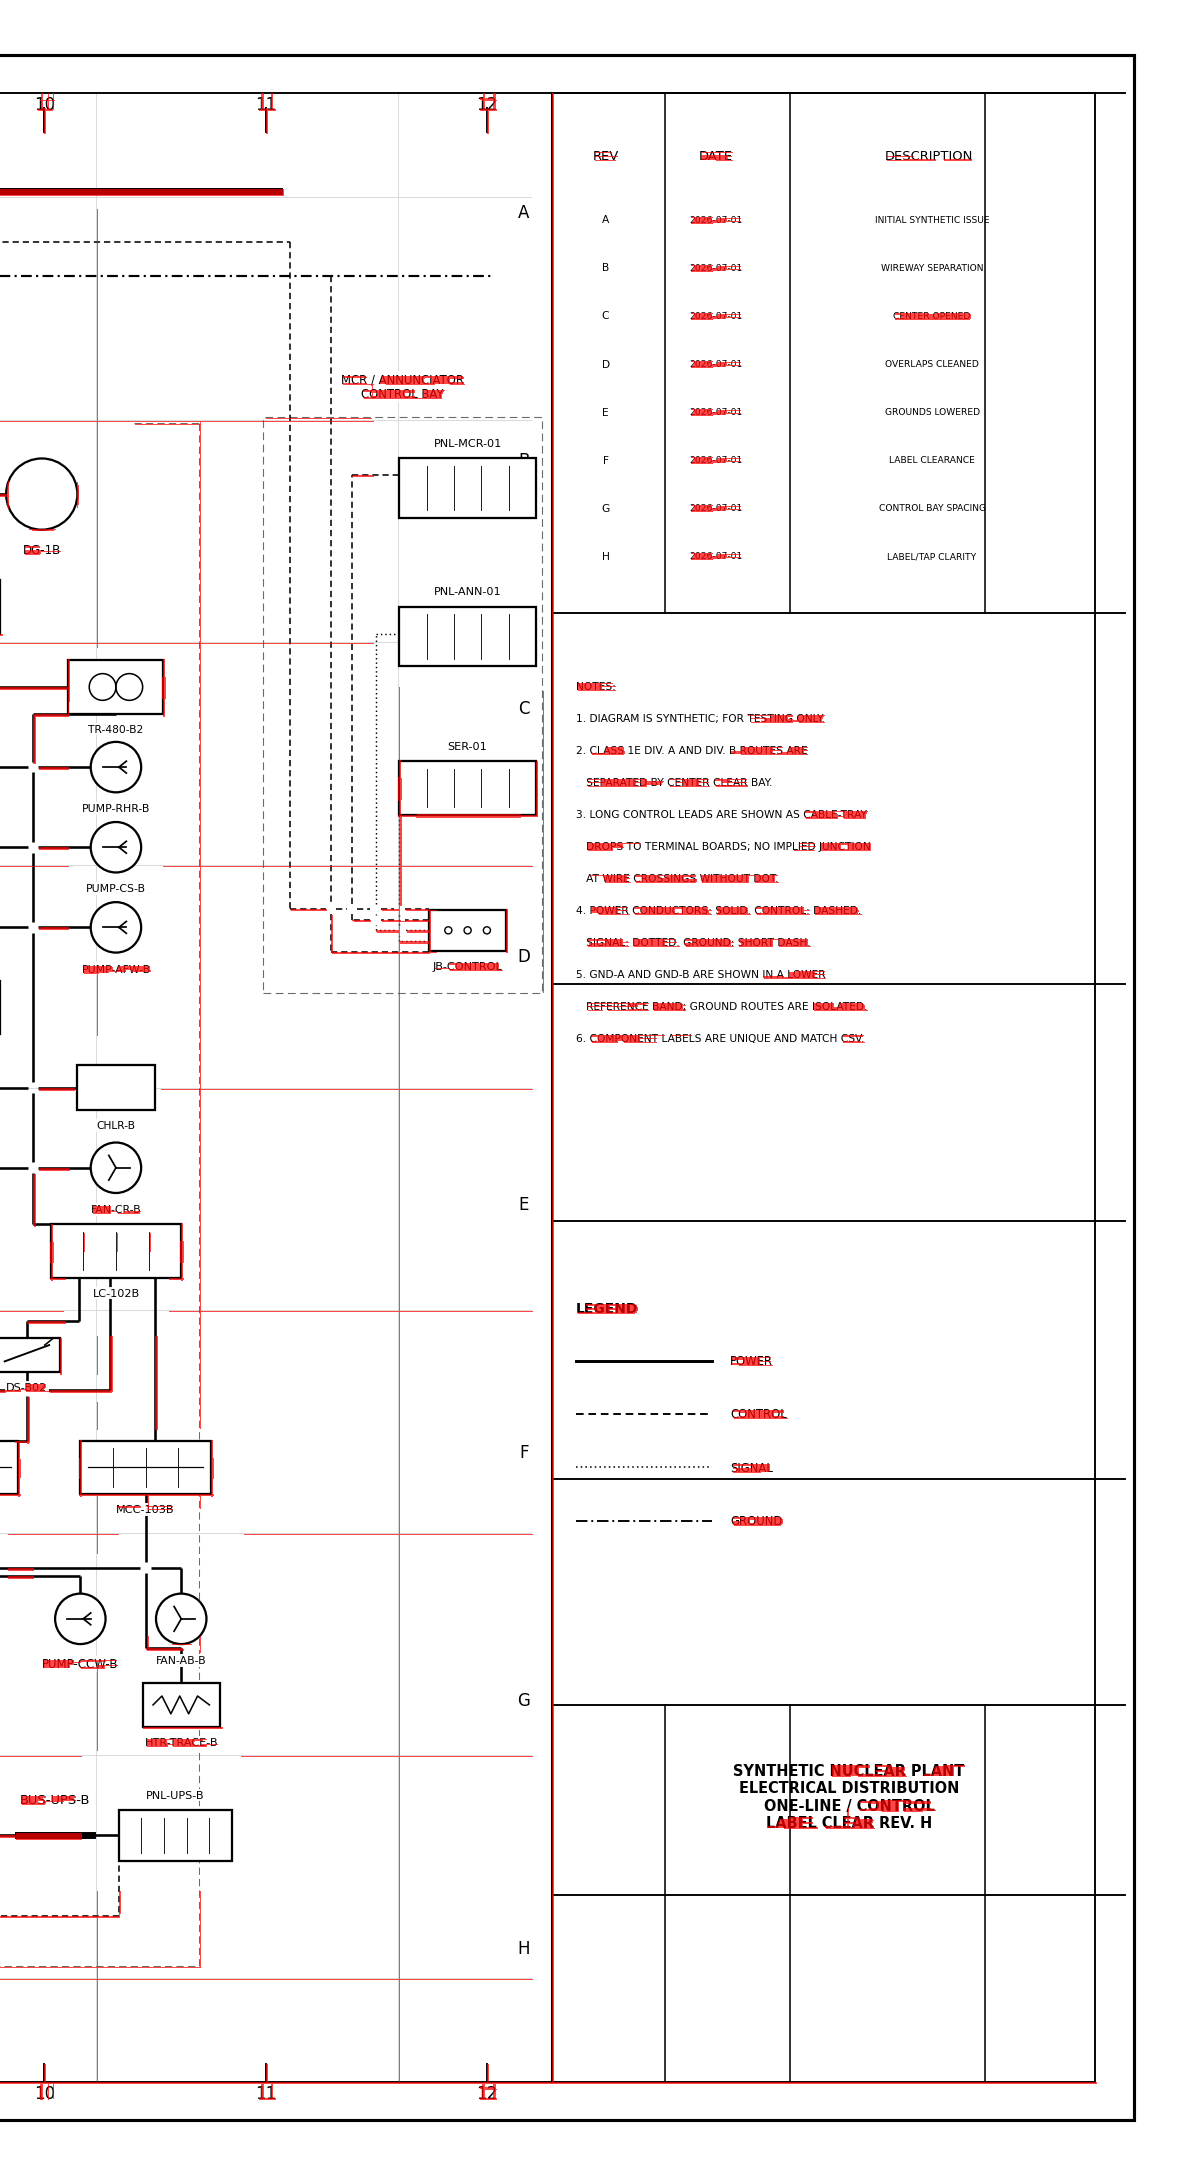 10
11
12
REV DATE DESCRIPTION
A
A 2026-07-01 INITIAL SYNTHETIC ISSUE
B 2026-07-01 WIREWAY SEPARATION
C 2026-07-01 CENTER OPENED
D 2026-07-01 OVERLAPS CLEANED
E 2026-07-01 GROUNDS LOWERED
F 2026-07-01 LABEL CLEARANCE
G 2026-07-01 CONTROL BAY SPACING
H 2026-07-01 LABEL/TAP CLARITY
MCR / ANNUNCIATOR
CONTROL BAY
PNL-MCR-01
B
DG-1B
PNL-ANN-01
C
TR-480-B2
SER-01
PUMP-RHR-B
PUMP-CS-B
D
PUMP-AFW-B
JB-CONTROL
CHLR-B
E
FAN-CR-B
LC-102B
DS-B02
F
MCC-103B
PUMP-CCW-B
FAN-AB-B
G
HTR-TRACE-B
BUS-UPS-B
PNL-UPS-B
H
10
11
12
NOTES:
1. DIAGRAM IS SYNTHETIC; FOR TESTING ONLY.
2. CLASS 1E DIV. A AND DIV. B ROUTES ARE
SEPARATED BY CENTER CLEAR BAY.
3. LONG CONTROL LEADS ARE SHOWN AS CABLE-TRAY
DROPS TO TERMINAL BOARDS; NO IMPLIED JUNCTION
AT WIRE CROSSINGS WITHOUT DOT.
4. POWER CONDUCTORS: SOLID. CONTROL: DASHED.
SIGNAL: DOTTED. GROUND: SHORT DASH.
5. GND-A AND GND-B ARE SHOWN IN A LOWER
REFERENCE BAND; GROUND ROUTES ARE ISOLATED.
6. COMPONENT LABELS ARE UNIQUE AND MATCH CSV.
LEGEND
POWER
CONTROL
SIGNAL
GROUND
SYNTHETIC NUCLEAR PLANT
ELECTRICAL DISTRIBUTION
ONE-LINE / CONTROL
LABEL CLEAR REV. H